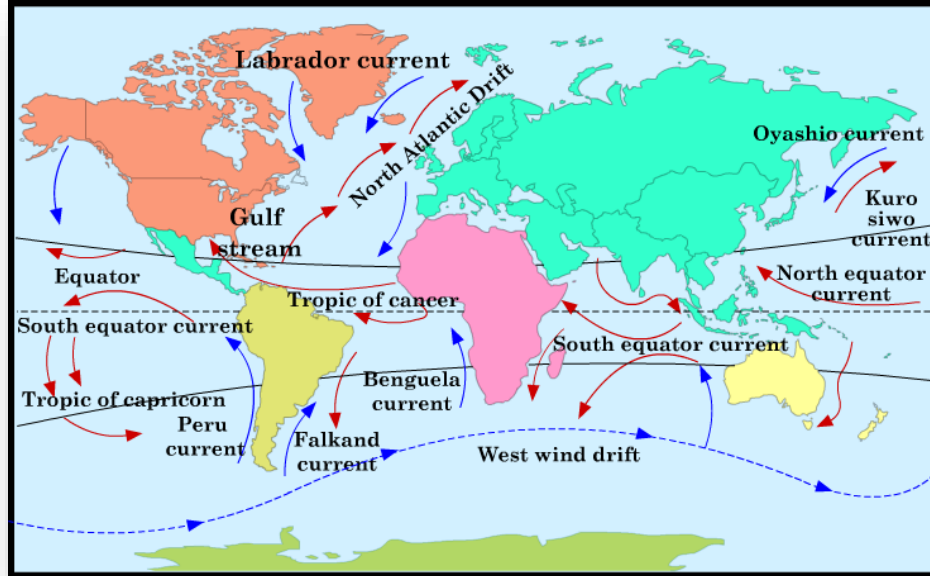 Labrador current
North Atlantic Drift
Oyashio current
Kuro
siwo
current
Gulf
stream
Equator
North equator
current
Tropic of cancer
South equator current
South equator current
Tropic of capricorn
Peru
current
Benguela
current
Falkand
current
West wind drift